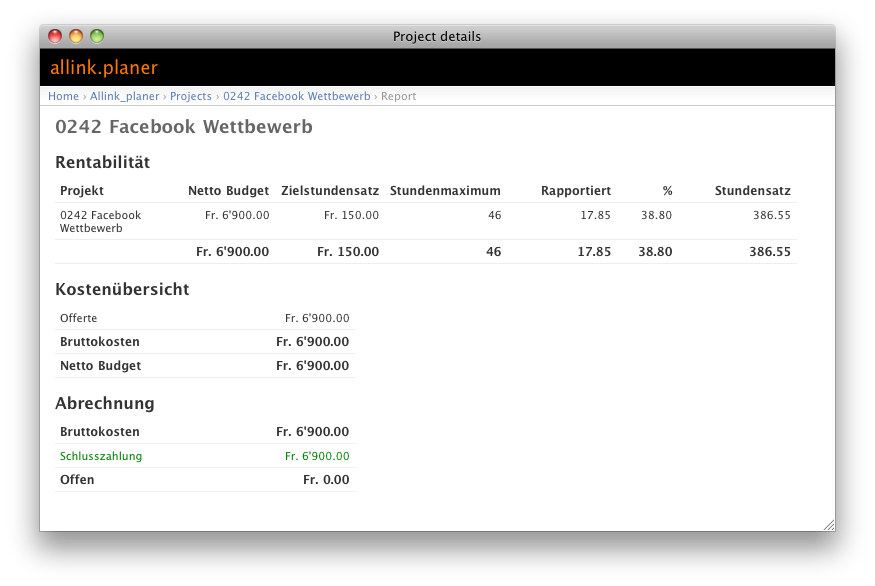 Project details
allink.planer
Home › Allink_planer › Projects › 0242 Facebook Wettbewerb › Report
0242 Facebook Wettbewerb
Rentabilität
Projekt Netto Budget Zielstundensatz Stundenmaximum Rapportiert % Stundensatz
0242 Facebook Wettbewerb Fr. 6'900.00 Fr. 150.00 46 17.85 38.80 386.55
Fr. 6'900.00 Fr. 150.00 46 17.85 38.80 386.55
Kostenübersicht
Offerte Fr. 6'900.00
Bruttokosten Fr. 6'900.00
Netto Budget Fr. 6'900.00
Abrechnung
Bruttokosten Fr. 6'900.00
Schlusszahlung Fr. 6'900.00
Offen Fr. 0.00